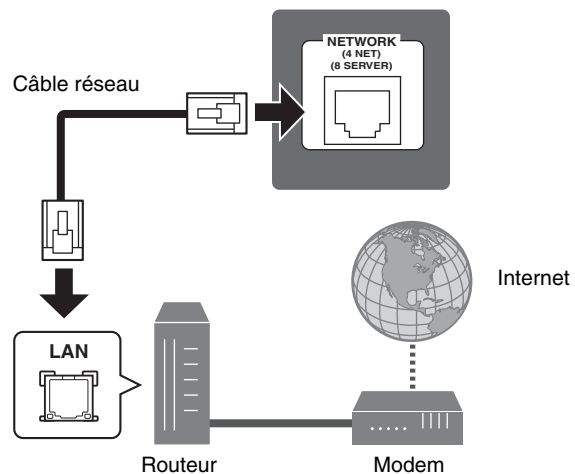 NETWORK
(4 NET)
(8 SERVER)
Câble réseau
Internet
LAN
Routeur
Modem